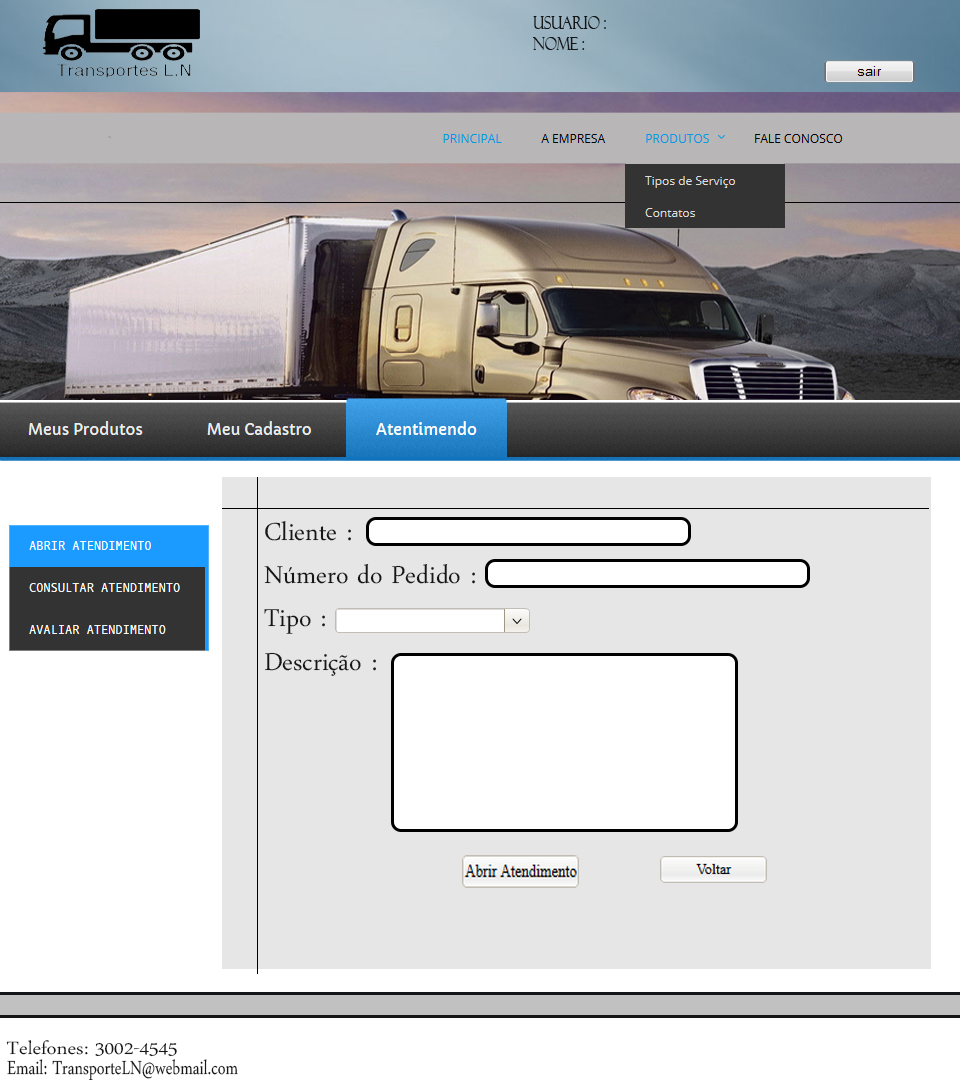 Transportes L.N
USUARIO :
NOME :
sair
PRINCIPAL
A EMPRESA
PRODUTOS
FALE CONOSCO
Tipos de Serviço
Contatos
Meus Produtos
Meu Cadastro
Atentimendo
ABRIR ATENDIMENTO
CONSULTAR ATENDIMENTO
AVALIAR ATENDIMENTO
Cliente :
Número do Pedido :
Tipo :
Descrição :
Abrir Atendimento
Voltar
Telefones: 3002-4545
Email: TransporteLN@webmail.com